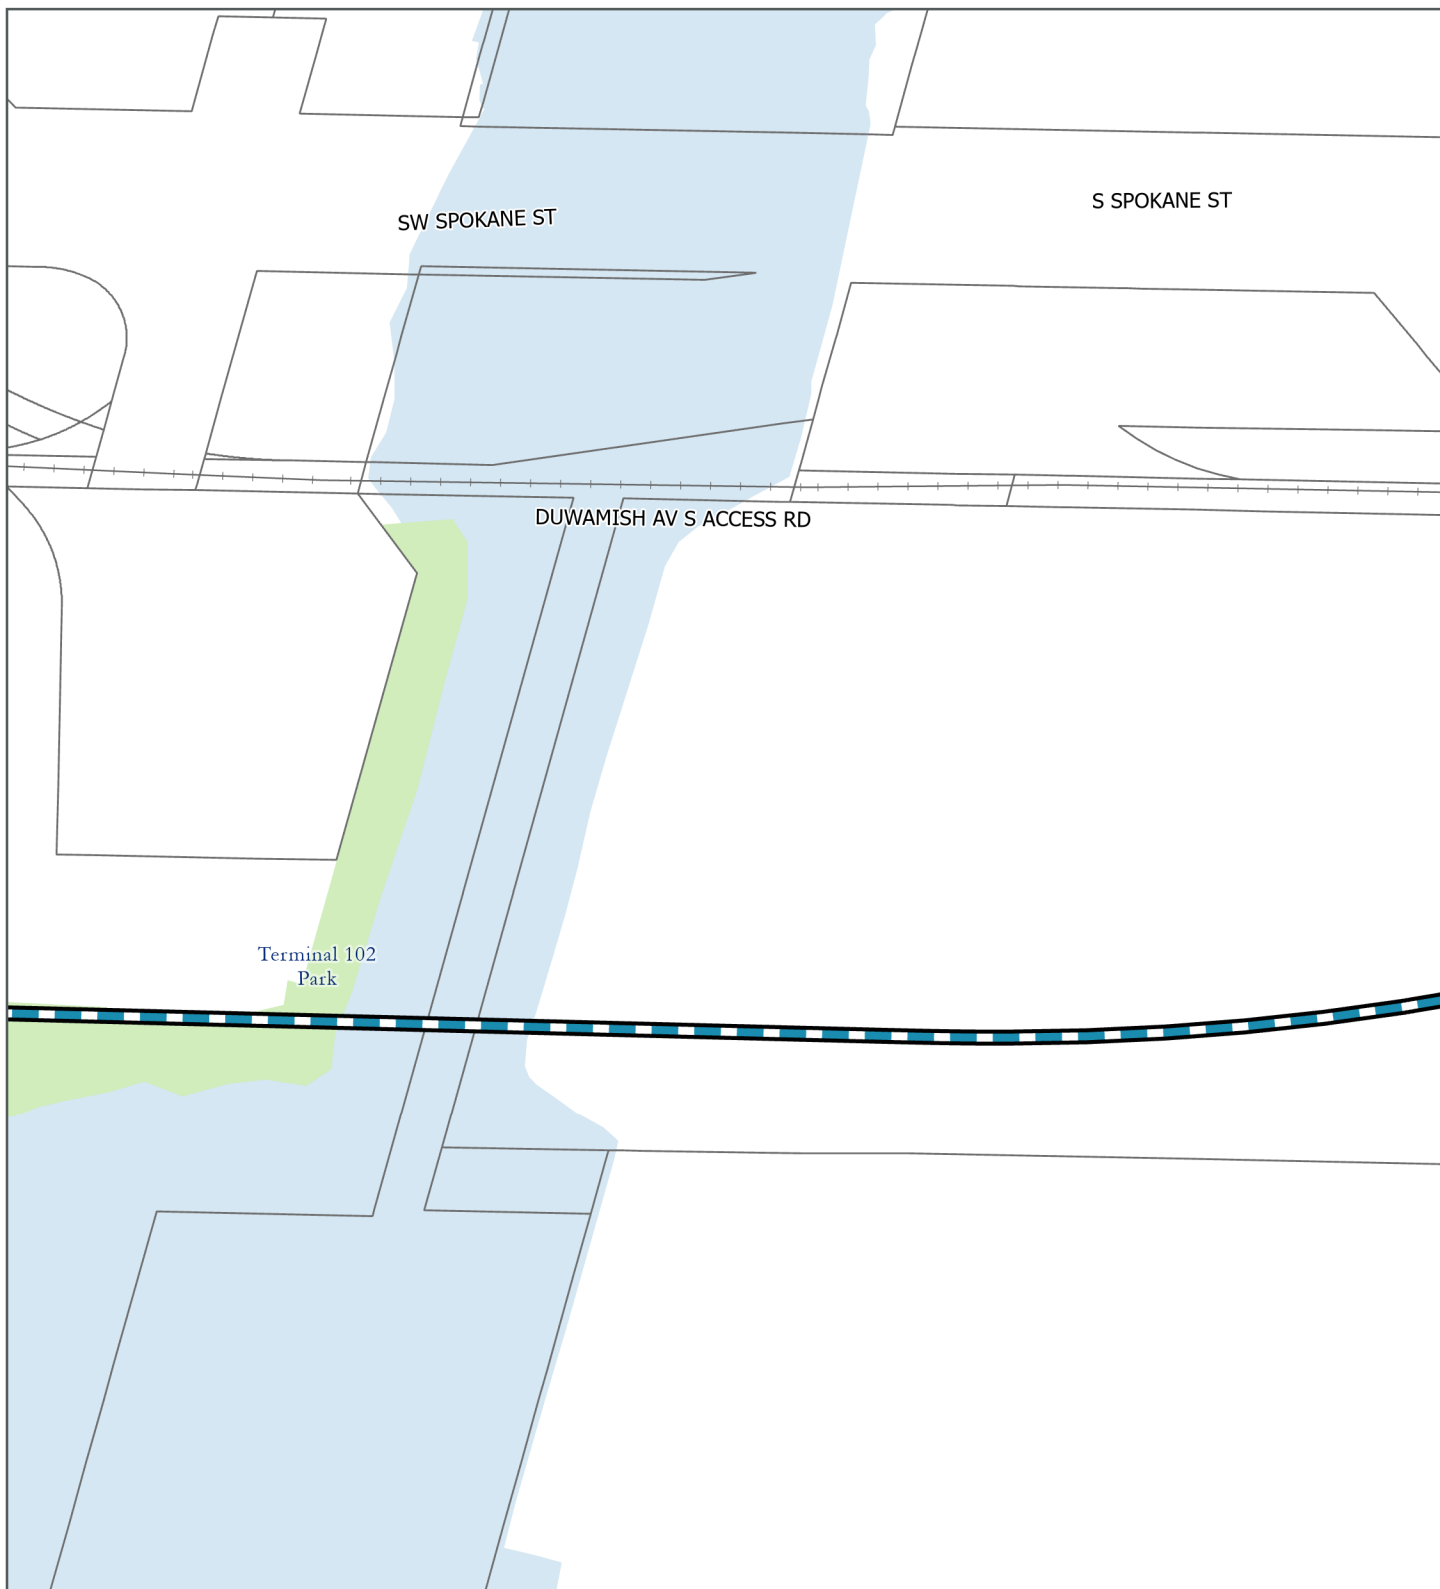 S SPOKANE ST
SW SPOKANE ST
DUWAMISH AV S ACCESS RD
Terminal 102
Park